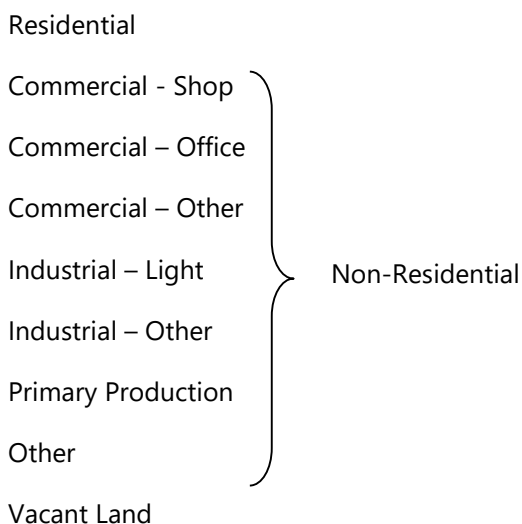 Residential
Commercial - Shop
Commercial – Office
Commercial – Other
Industrial – Light
Non-Residential
Industrial – Other
Primary Production
Other
Vacant Land